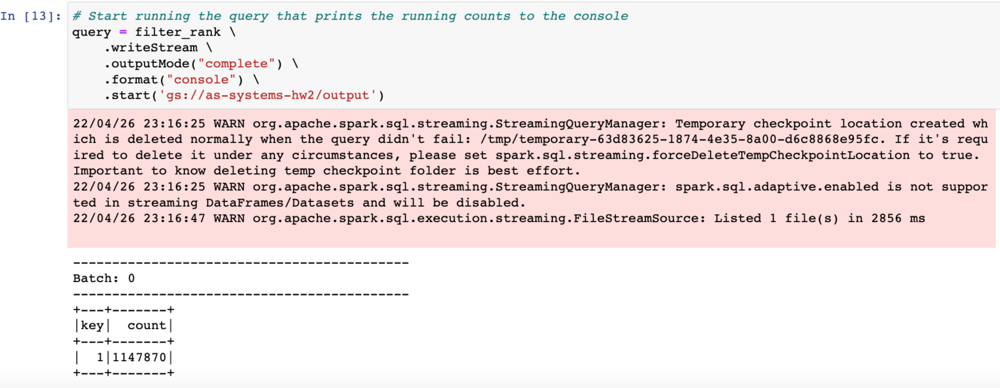 In [13]:
# Start running the query that prints the running counts to the console
query = filter_rank \
    .writeStream \
    .outputMode("complete") \
    .format("console") \
    .start('gs://as-systems-hw2/output')
22/04/26 23:16:25 WARN org.apache.spark.sql.streaming.StreamingQueryManager: Temporary checkpoint location created wh
ich is deleted normally when the query didn't fail: /tmp/temporary-63d83625-1874-4e35-8a00-d6c8868e95fc. If it's requ
ired to delete it under any circumstances, please set spark.sql.streaming.forceDeleteTempCheckpointLocation to true.
Important to know deleting temp checkpoint folder is best effort.
22/04/26 23:16:25 WARN org.apache.spark.sql.streaming.StreamingQueryManager: spark.sql.adaptive.enabled is not suppor
ted in streaming DataFrames/Datasets and will be disabled.
22/04/26 23:16:47 WARN org.apache.spark.sql.execution.streaming.FileStreamSource: Listed 1 file(s) in 2856 ms
-------------------------------------------
Batch: 0
-------------------------------------------
+---+-------+
|key|  count|
+---+-------+
|  1|1147870|
+---+-------+